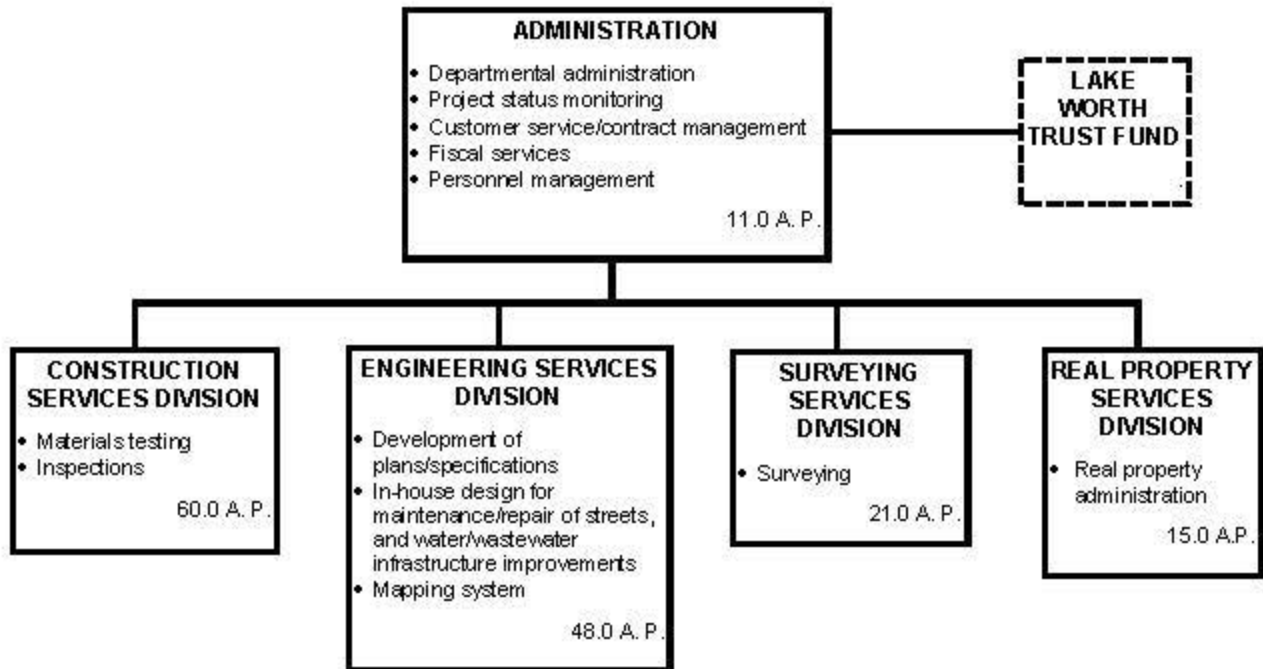 ADMINISTRATION
• Departmental administration
• Project status monitoring
• Customer service/contract management
• Fiscal services
• Personnel management
11.0 A. P.
LAKE
WORTH
TRUST FUND
CONSTRUCTION
SERVICES DIVISION
• Materials testing
• Inspections
60.0 A. P.
ENGINEERING SERVICES
DIVISION
• Development of
plans/specifications
• In-house design for
maintenance/repair of streets,
and water/wastewater
infrastructure improvements
• Mapping system
48.0 A. P.
SURVEYING
SERVICES
DIVISION
• Surveying
21.0 A. P.
REAL PROPERTY
SERVICES
DIVISION
• Real property
administration
15.0 A.P.